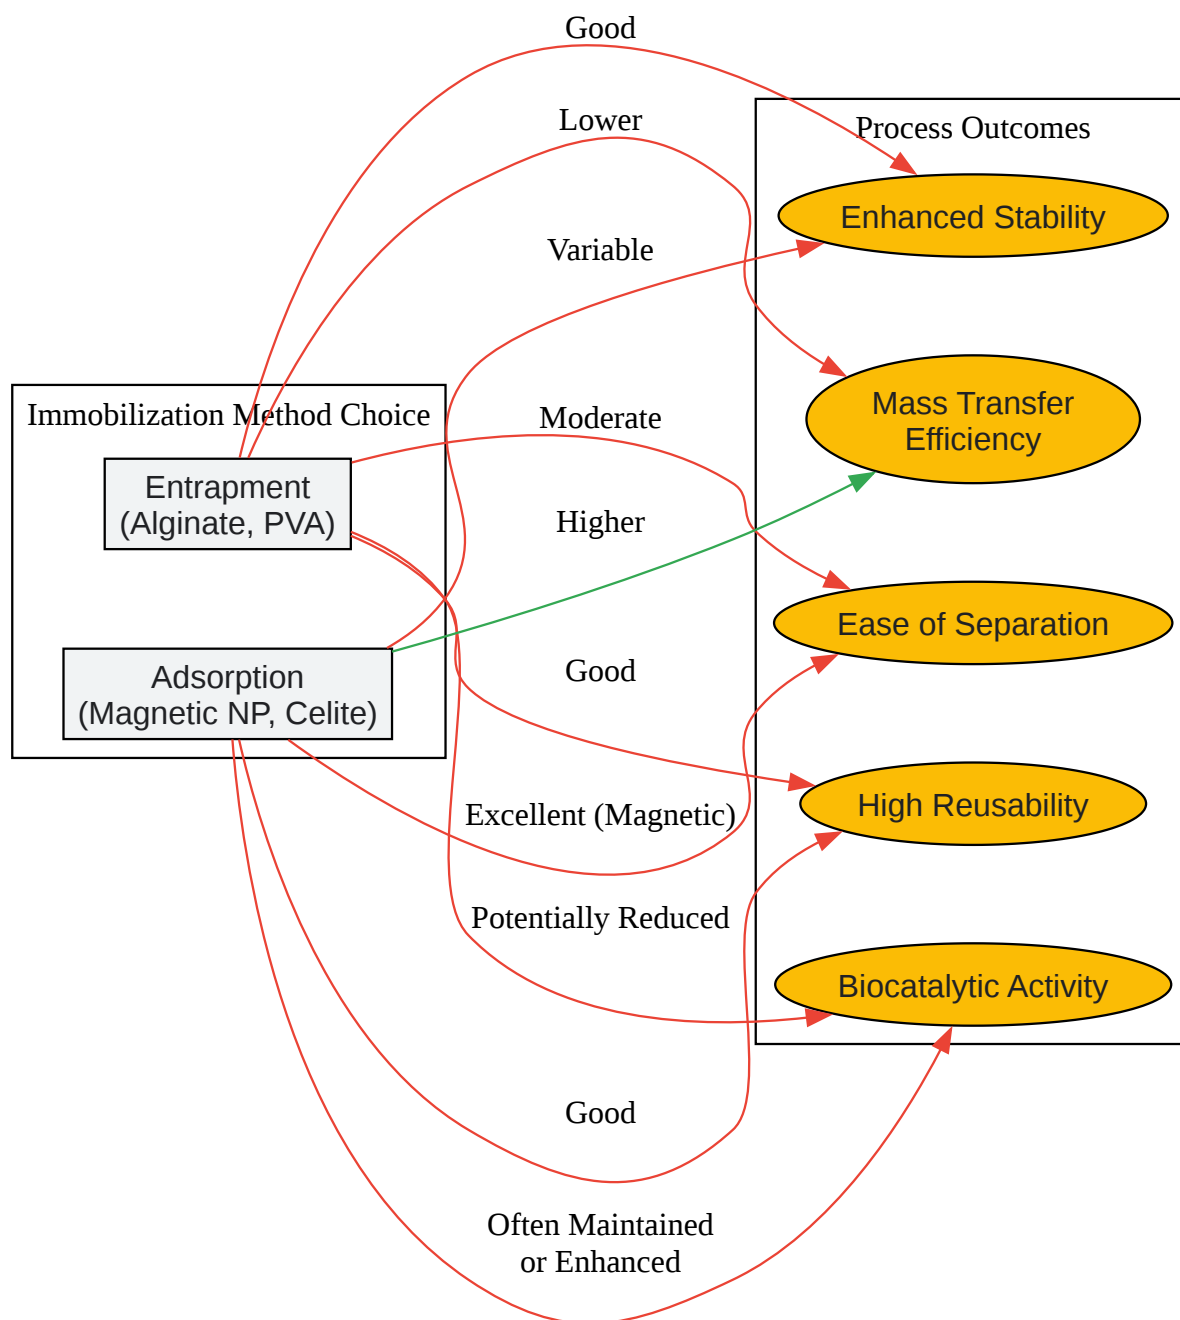 Good
Lower
Process Outcomes
Enhanced Stability
Variable
Immobilization Method Choice
Moderate
Mass Transfer
Efficiency
Entrapment
(Alginate, PVA)
Higher
Ease of Separation
Adsorption
(Magnetic NP, Celite)
Good
High Reusability
Excellent (Magnetic)
Potentially Reduced
Biocatalytic Activity
Good
Often Maintained
or Enhanced